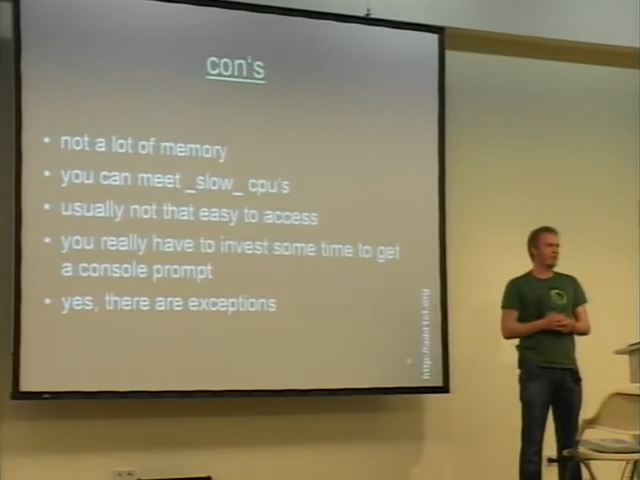 con's
• not a lot of memory
• you can meet _slow_ cpu's
• usually not that easy to access
• you really have to invest some time to get
a console prompt
• yes, there are exceptions